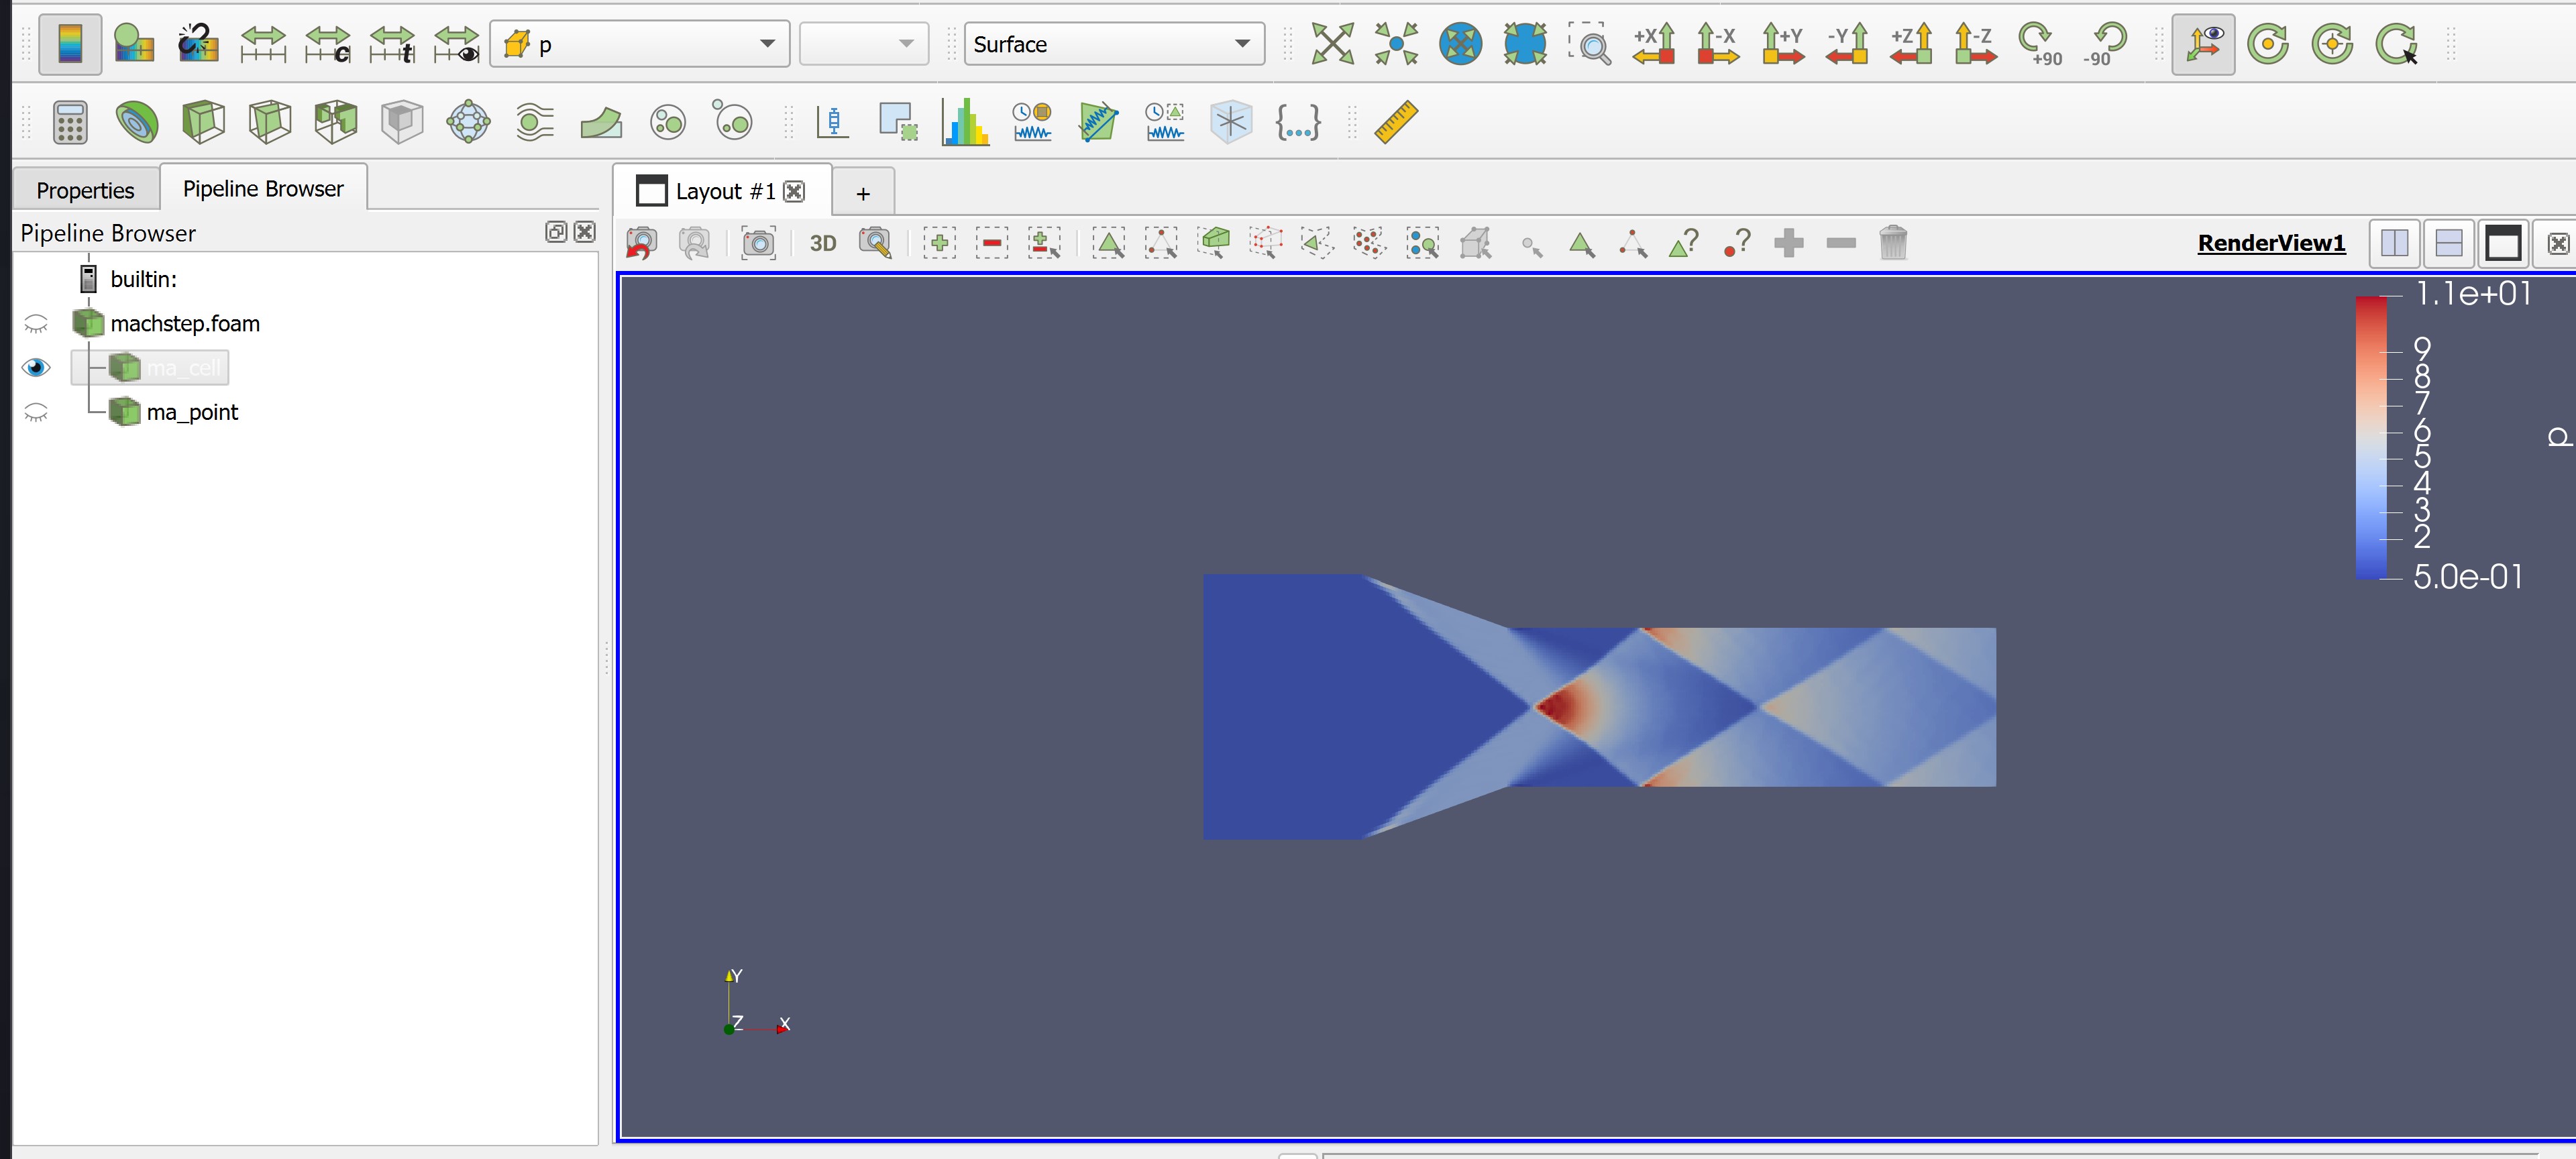 c
t
p
Surface
+X
-X
+Y
-Y
+Z
-Z
+90
-90
{...}
Properties
Pipeline Browser
Layout #1
+
Pipeline Browser
3D
?
?
RenderView1
builtin:
machstep.foam
ma_cell
ma_point
1.1e+01
9
8
7
6
5
4
3
2
5.0e-01
p
Y
Z
X